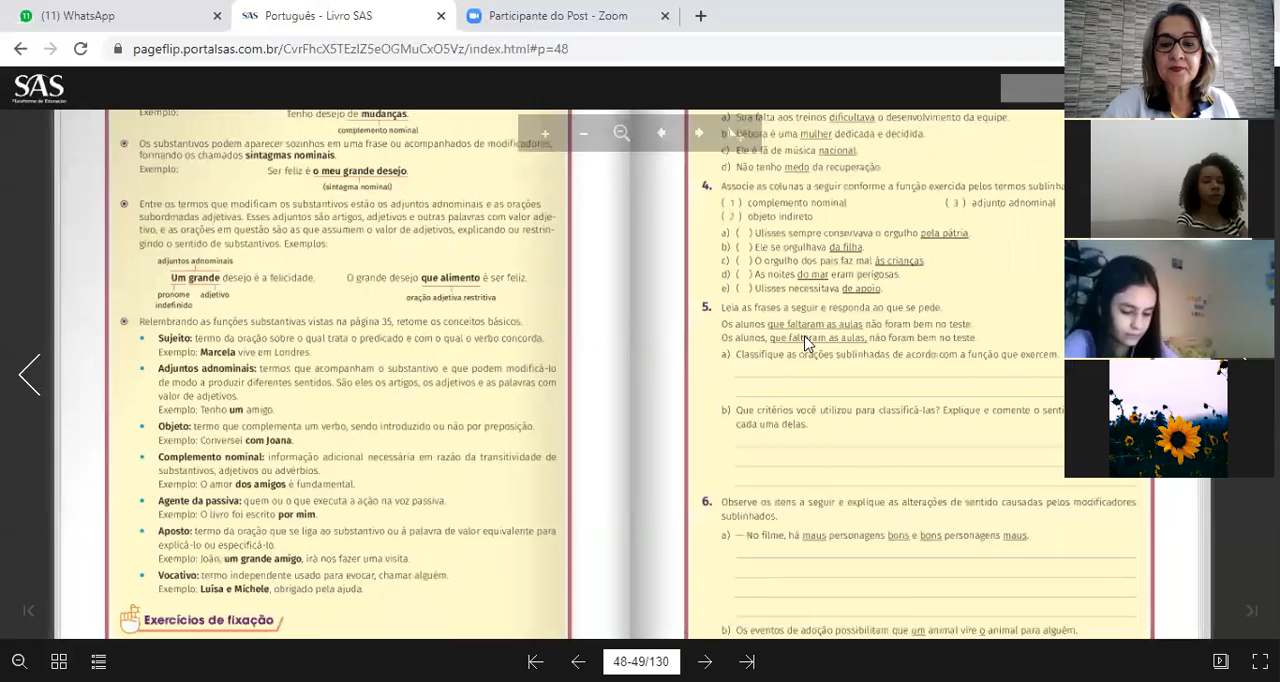 (11) WhatsApp
SAS Português - Livro SAS
Participante do Post - Zoom
pageflip.portalsas.com.br/CvrFhcX5TEzIZ5eOGMuCxO5Vz/index.html#p=48
SAS
Plataforma de Educação
Exemplo: Tenho desejo de mudanças.
complemento nominal
Os substantivos podem aparecer sozinhos em uma frase ou acompanhados de modificadores,
formando os chamados sintagmas nominais.
Exemplo: Ser feliz é o meu grande desejo.
(sintagma nominal)
Entre os termos que modificam os substantivos estão os adjuntos adnominais e as orações
subordinadas adjetivas. Esses adjuntos são artigos, adjetivos e outras palavras com valor adje-
tivo, e as orações em questão são as que assumem o valor de adjetivos, explicando ou restrin-
gindo o sentido de substantivos. Exemplos:
adjuntos adnominais
Um grande desejo é a felicidade. O grande desejo que alimento é ser feliz.
pronome adjetivo oração adjetiva restritiva
indefinido
Relembrando as funções substantivas vistas na página 35, retome os conceitos básicos.
Sujeito: termo da oração sobre o qual trata o predicado e com o qual o verbo concorda.
Exemplo: Marcela vive em Londres.
Adjuntos adnominais: termos que acompanham o substantivo e que podem modificá-lo
de modo a produzir diferentes sentidos. São eles os artigos, os adjetivos e as palavras com
valor de adjetivos.
Exemplo: Tenho um amigo.
Objeto: termo que complementa um verbo, sendo introduzido ou não por preposição.
Exemplo: Conversei com Joana.
Complemento nominal: informação adicional necessária em razão da transitividade de
substantivos, adjetivos ou advérbios.
Exemplo: O amor dos amigos é fundamental.
Agente da passiva: quem ou o que executa a ação na voz passiva.
Exemplo: O livro foi escrito por mim.
Aposto: termo da oração que se liga ao substantivo ou à palavra de valor equivalente para
explicá-lo ou especificá-lo.
Exemplo: João, um grande amigo, irá nos fazer uma visita.
Vocativo: termo independente usado para evocar, chamar alguém.
Exemplo: Luísa e Michele, obrigado pela ajuda.
Exercícios de fixação
a) Sua falta aos treinos dificultava o desenvolvimento da equipe.
b) Débora é uma mulher dedicada e decidida.
c) Ele é fã de música nacional.
d) Não tenho medo da recuperação.
4. Associe as colunas a seguir conforme a função exercida pelos termos
( 1 ) complemento nominal ( 3 ) adjunto adnominal
( 2 ) objeto indireto
a) ( ) Ulisses sempre conservava o orgulho pela pátria.
b) ( ) Ele se orgulhava da filha.
c) ( ) O orgulho dos pais faz mal às crianças.
d) ( ) As noites do mar eram perigosas.
e) ( ) Ulisses necessitava de apoio.
5. Leia as frases a seguir e responda ao que se pede.
Os alunos que faltaram as aulas não foram bem no teste.
Os alunos, que faltaram as aulas, não foram bem no teste.
a) Classifique as orações sublinhadas de acordo com a função que exercem.
b) Que critérios você utilizou para classificá-las? Explique e comente o
cada uma delas.
6. Observe os itens a seguir e explique as alterações de sentido causadas pelos modificadores
sublinhados.
a) — No filme, há maus personagens bons e bons personagens maus.
b) Os eventos de adoção possibilitam que um animal vire o animal para alguém.
48-49/130